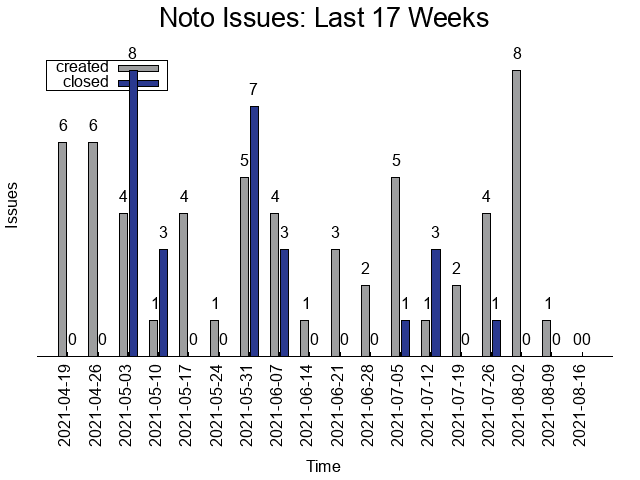 Noto Issues: Last 17 Weeks
created
closed
Issues
6 0 6 0 4 8 1 3 4 0 1 0 5 7 4 3 1 0 3 0 2 0 5 1 1 3 2 0 4 1 8 0 1 0 0 0
2021-04-19 2021-04-26 2021-05-03 2021-05-10 2021-05-17 2021-05-24 2021-05-31 2021-06-07 2021-06-14 2021-06-21 2021-06-28 2021-07-05 2021-07-12 2021-07-19 2021-07-26 2021-08-02 2021-08-09 2021-08-16
Time